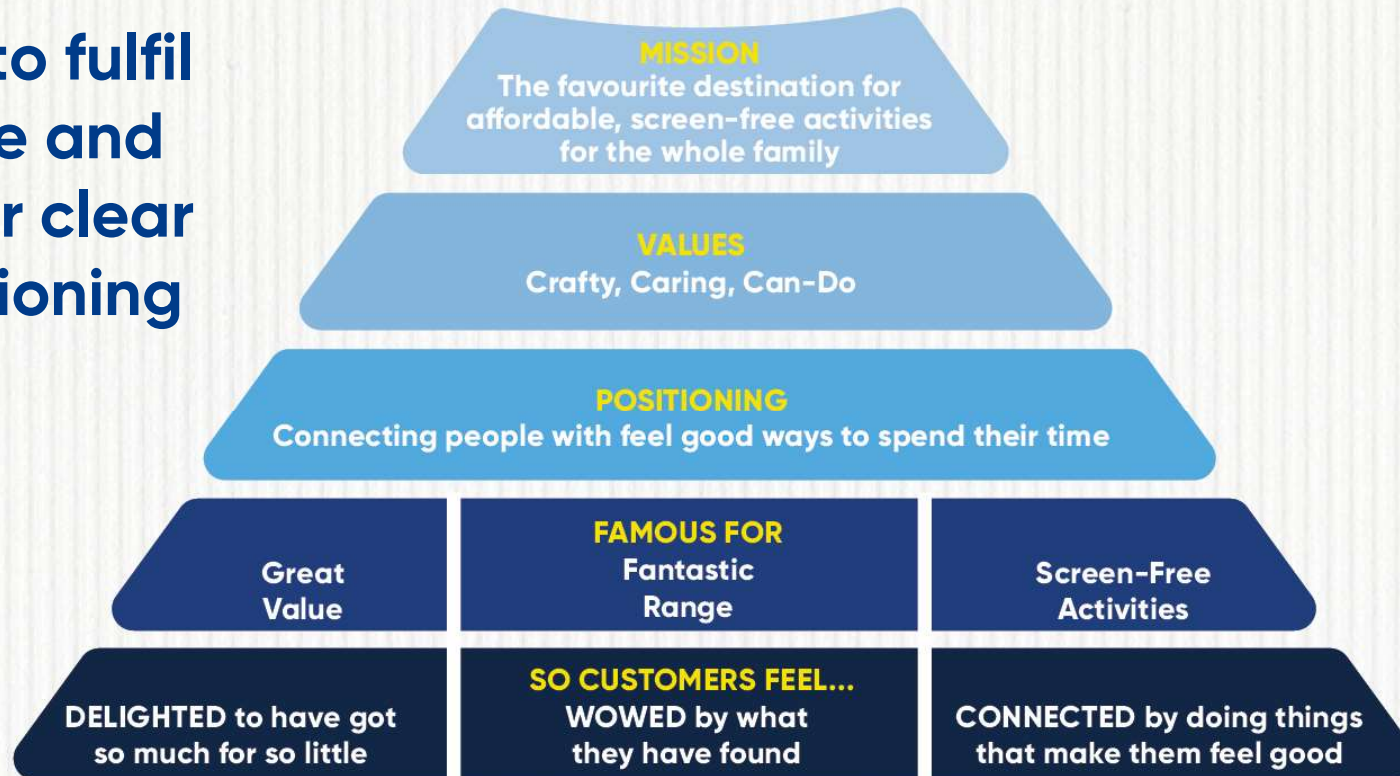 to fulfil
e and
r clear
ioning
MISSION
The favourite destination for
affordable, screen-free activities
for the whole family
VALUES
Crafty, Caring, Can-Do
POSITIONING
Connecting people with feel good ways to spend their time
FAMOUS FOR
Great
Value
Fantastic
Range
Screen-Free
Activities
SO CUSTOMERS FEEL...
DELIGHTED to have got
so much for so little
WOWED by what
they have found
CONNECTED by doing things
that make them feel good